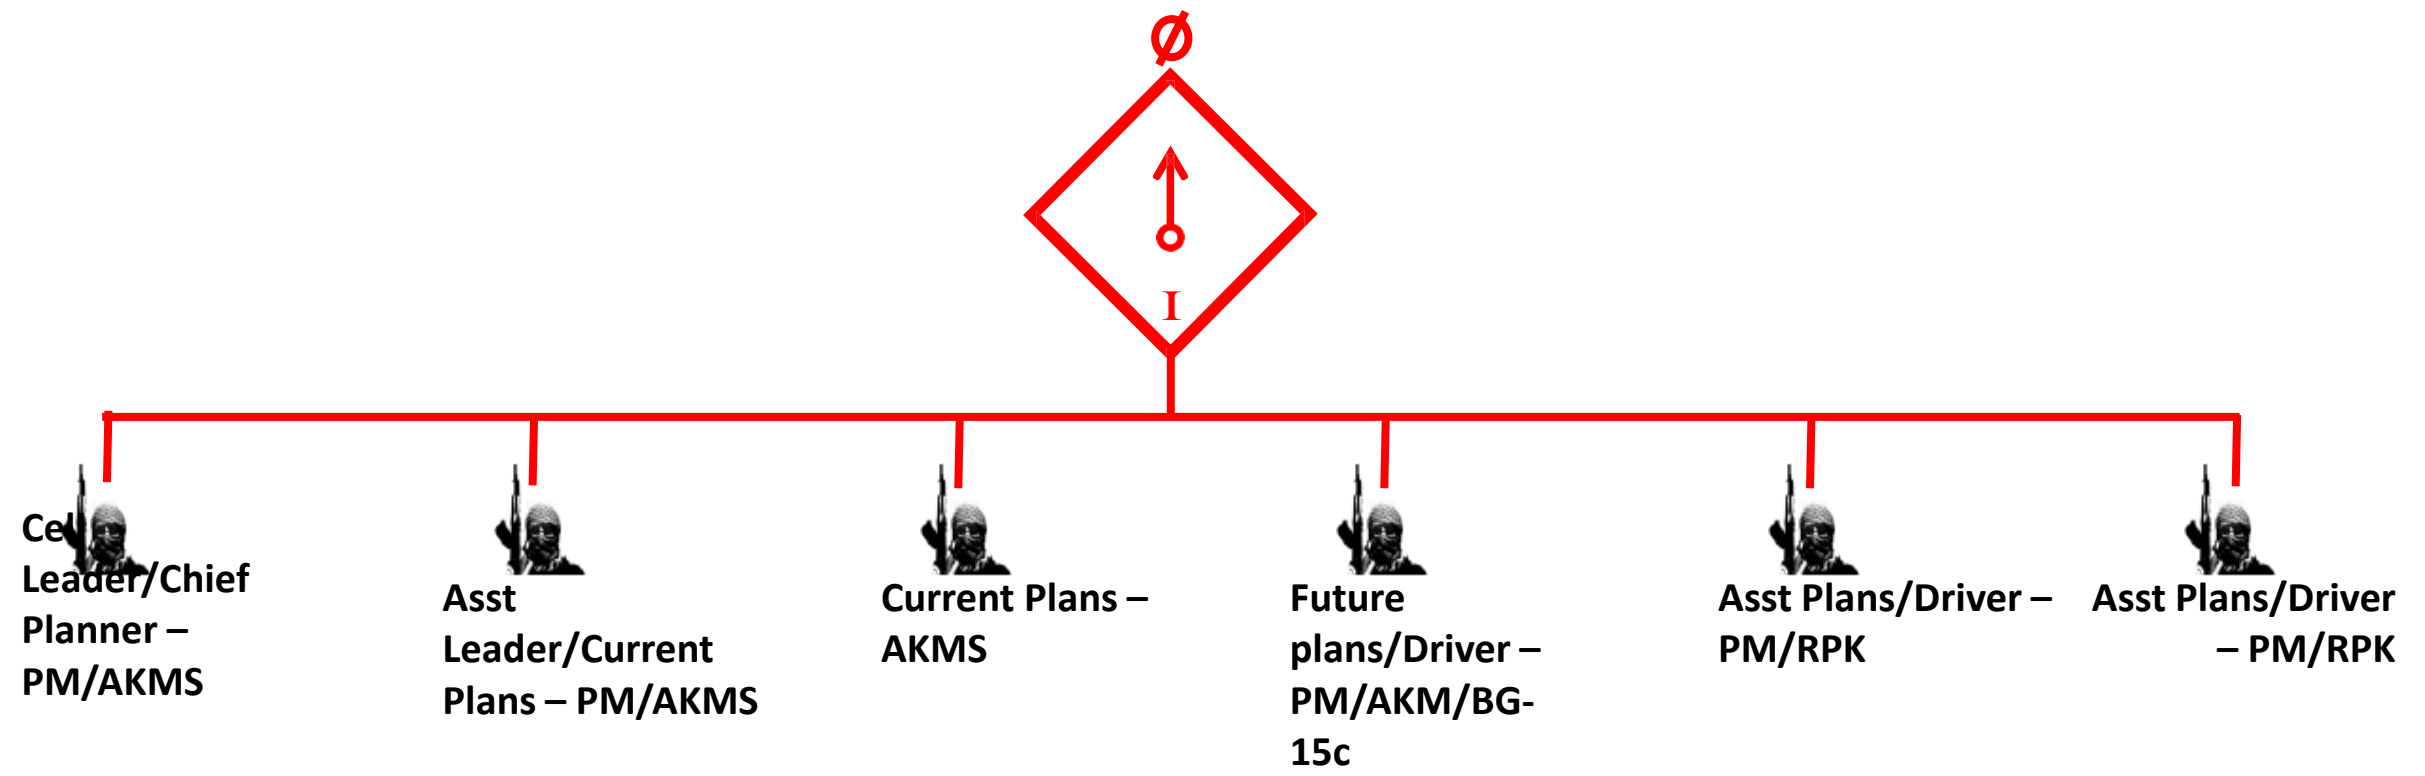 Ø
I
Cell
Leader/Chief
Planner –
PM/AKMS
Asst
Leader/Current
Plans – PM/AKMS
Current Plans –
AKMS
Future
plans/Driver –
PM/AKM/BG-
15c
Asst Plans/Driver –
PM/RPK
Asst Plans/Driver
– PM/RPK